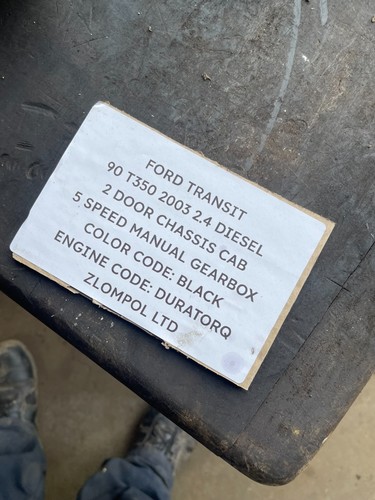 FORD TRANSIT
90 T350 2003 2.4 DIESEL
2 DOOR CHASSIS CAB
5 SPEED MANUAL GEARBOX
COLOR CODE: BLACK
ENGINE CODE: DURATORQ
ZLOMPOL LTD